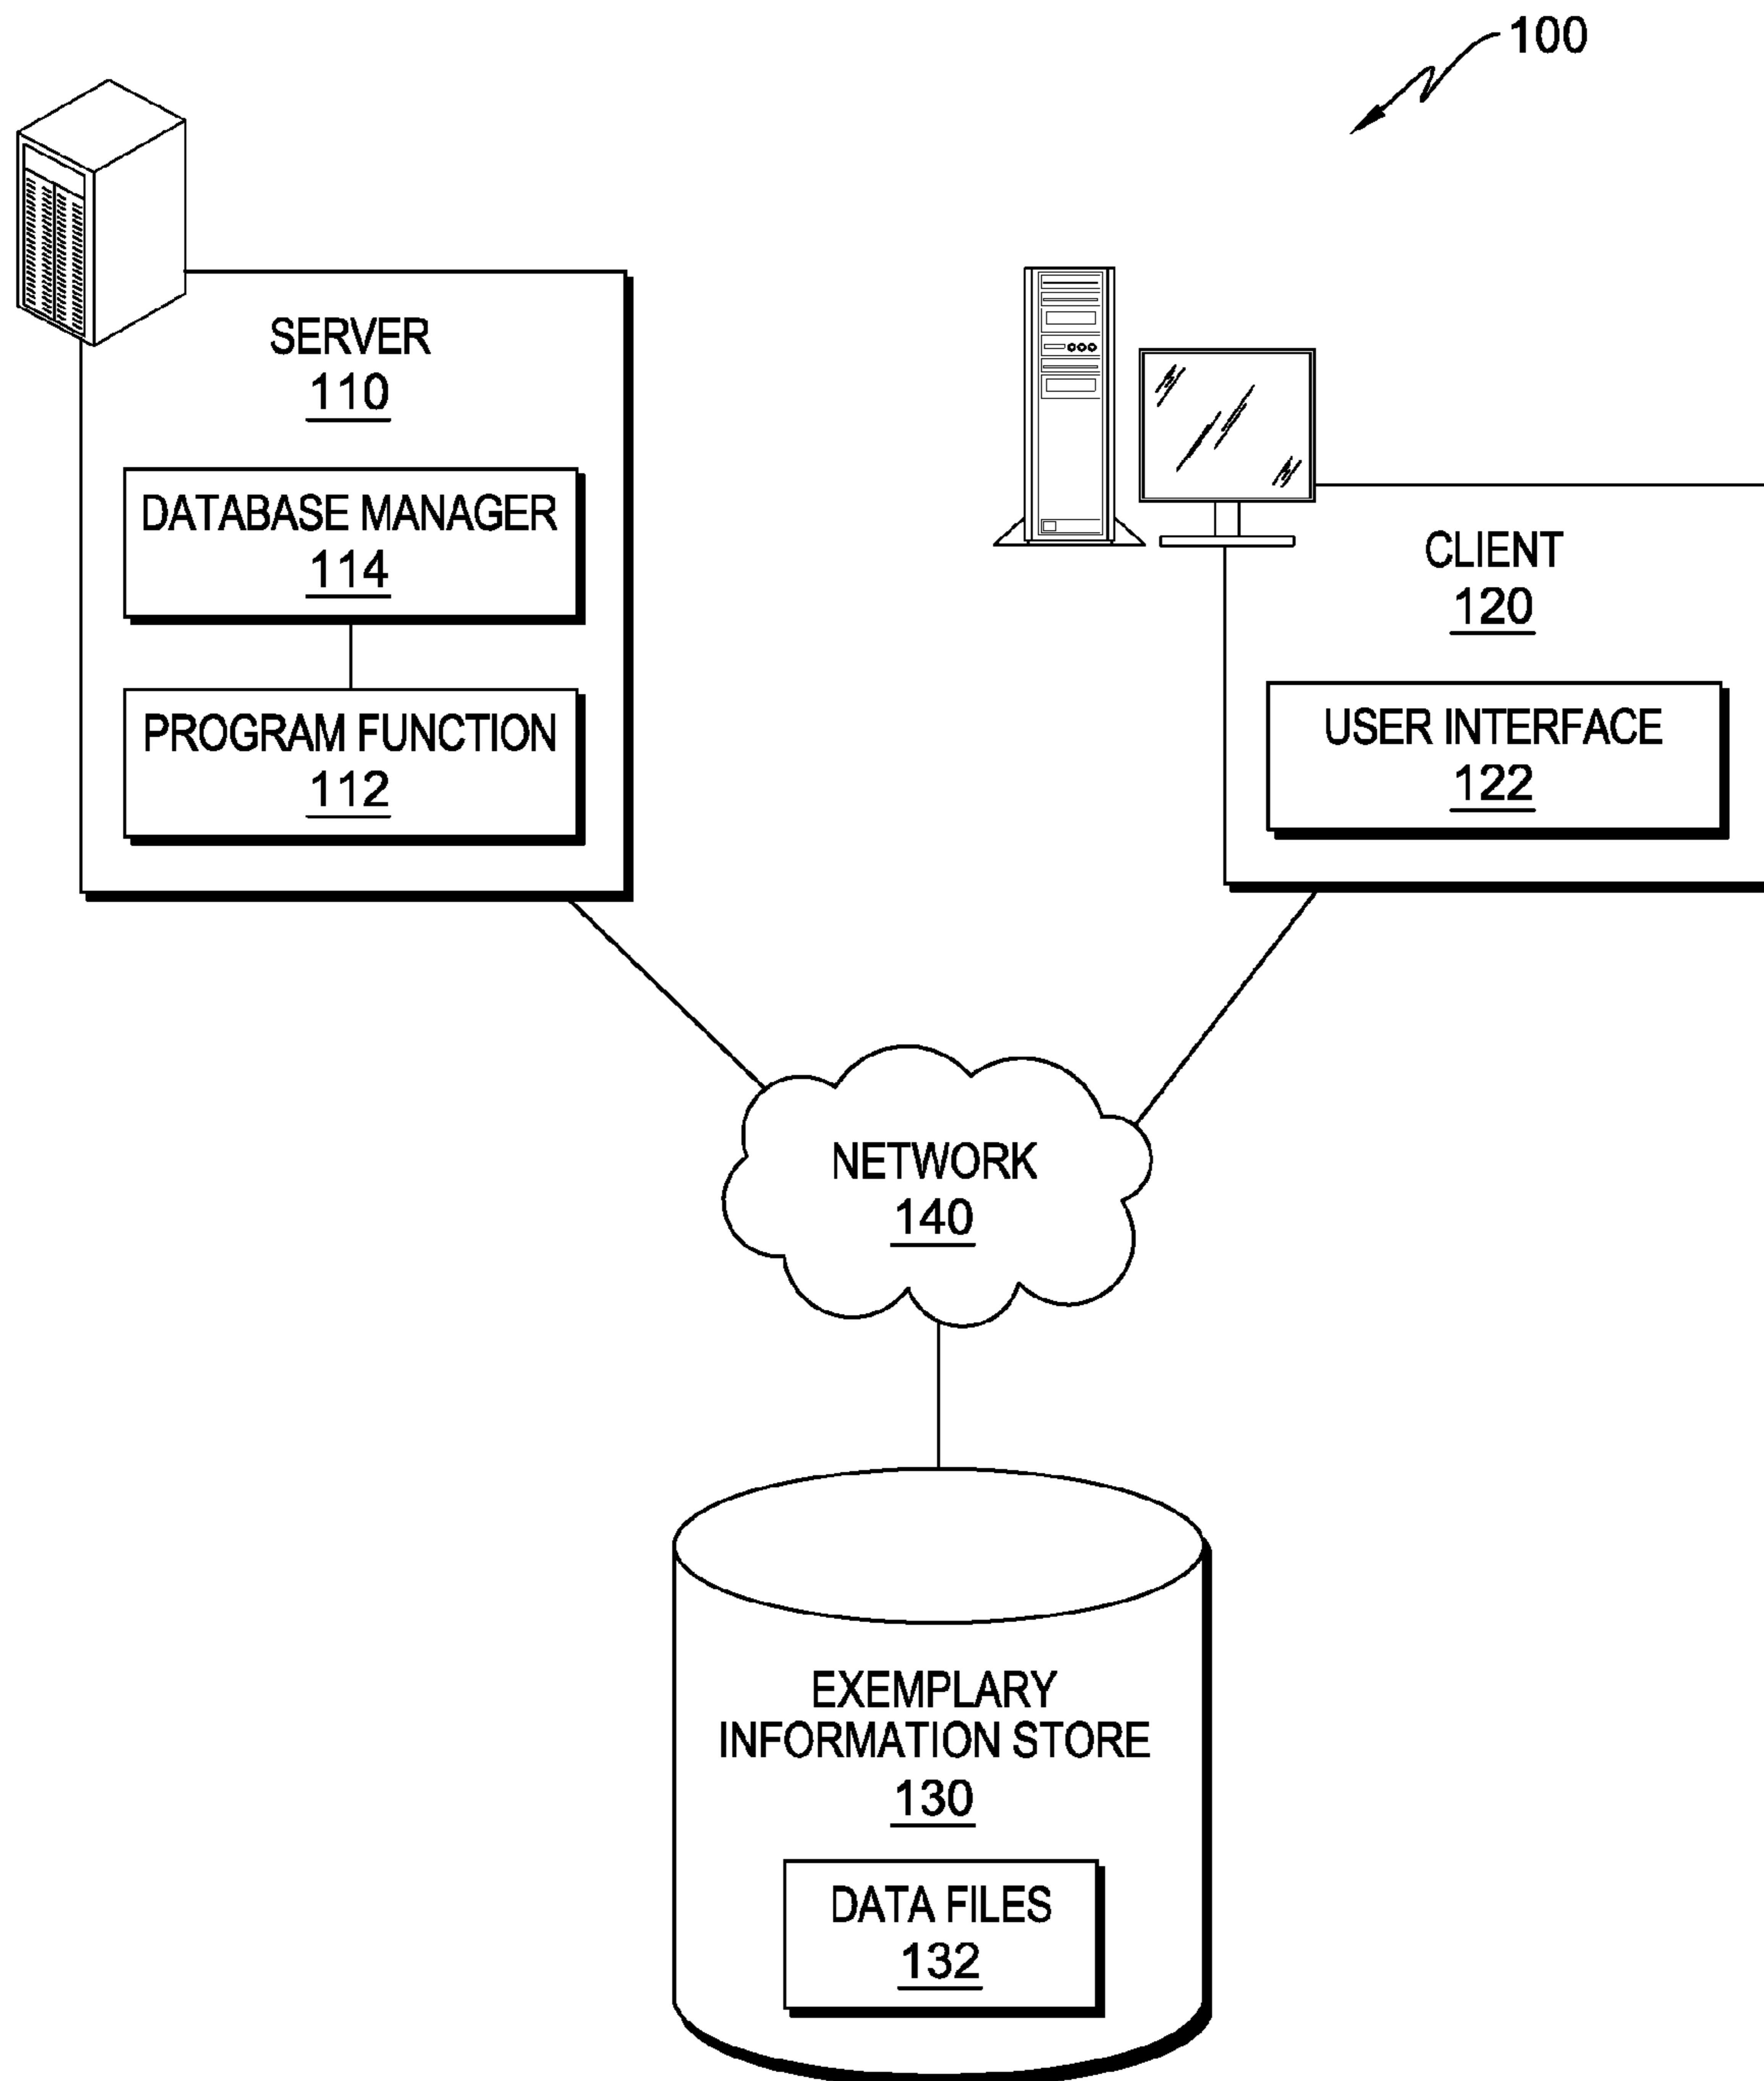 100
SERVER
110
DATABASE MANAGER
114
PROGRAM FUNCTION
112
CLIENT
120
USER INTERFACE
122
NETWORK
140
EXEMPLARY
INFORMATION STORE
130
DATA FILES
132